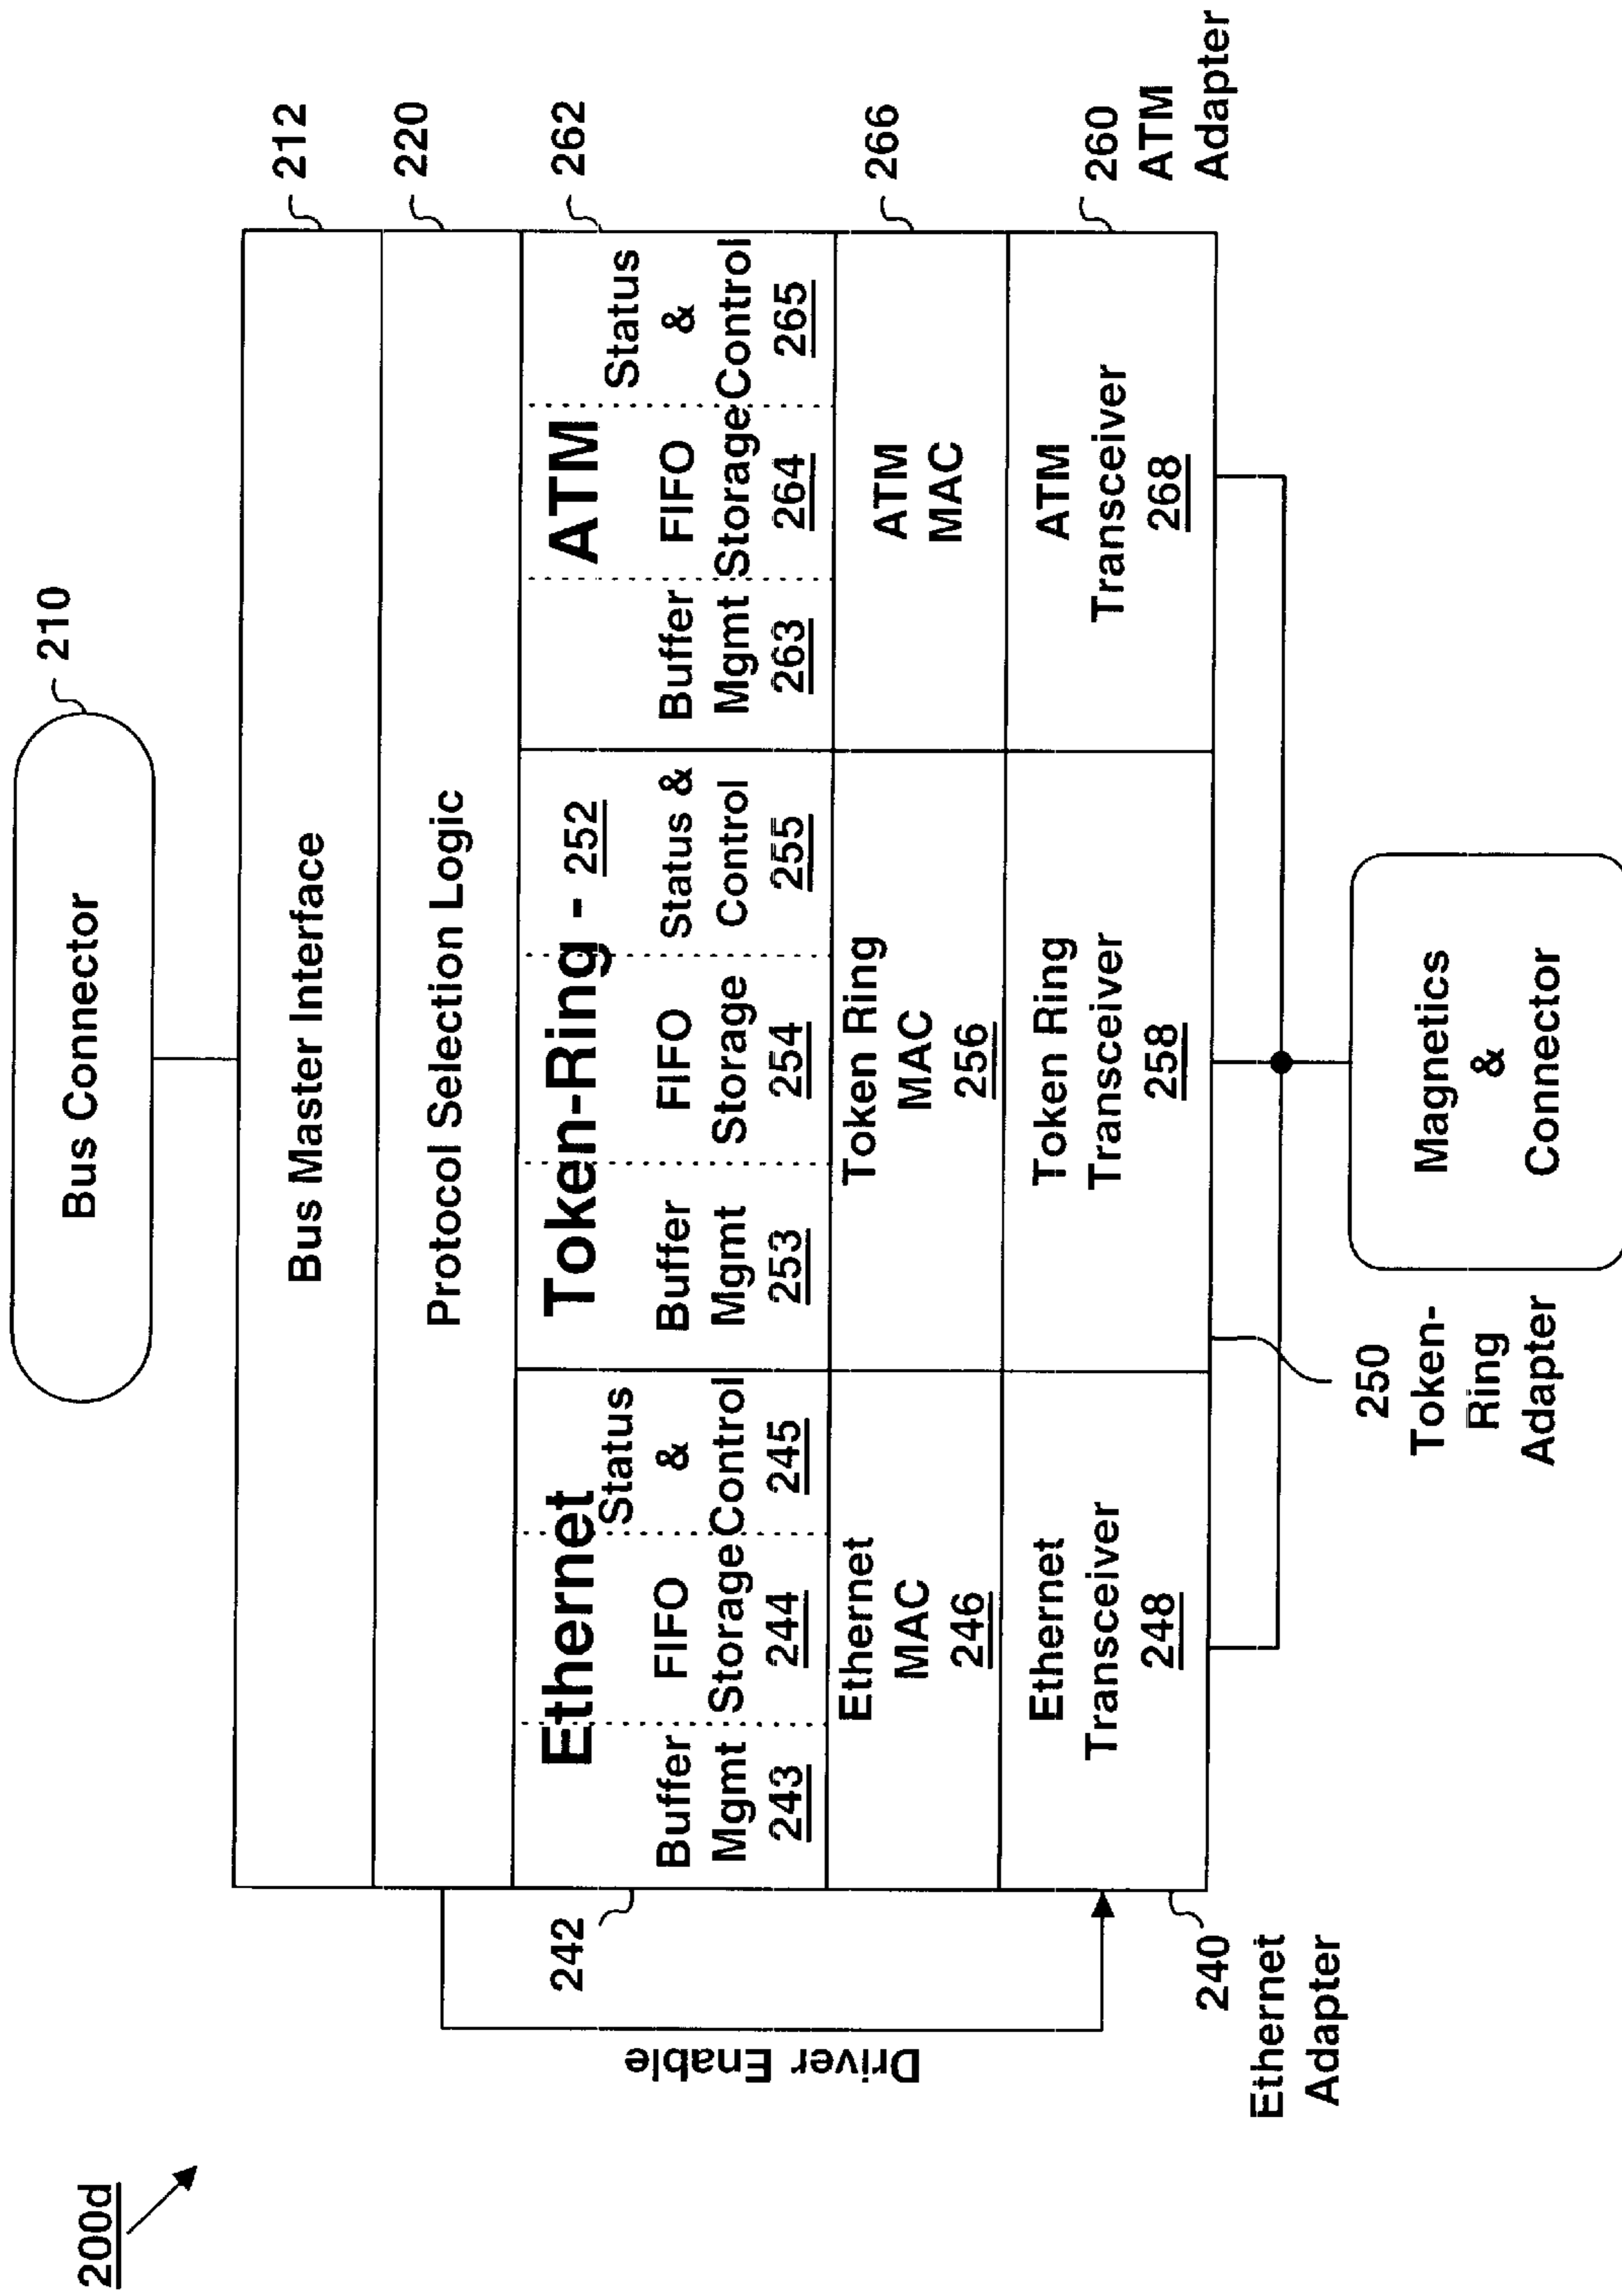 200d
Bus Connector
210
Bus Master Interface
212
Protocol Selection Logic
220
Driver Enable
242
Ethernet
Buffer
Mgmt
243
FIFO
Storage
244
Status
&
Control
245
Token-Ring - 252
Buffer
Mgmt
253
FIFO
Storage
254
Status &
Control
255
ATM
Buffer
Mgmt
263
FIFO
Storage
264
Status
&
Control
265
262
Ethernet
MAC
246
Token Ring
MAC
256
ATM
MAC
266
Ethernet
Transceiver
248
Token Ring
Transceiver
258
ATM
Transceiver
268
260
ATM
Adapter
240
Ethernet
Adapter
250
Token-
Ring
Adapter
Magnetics
&
Connector